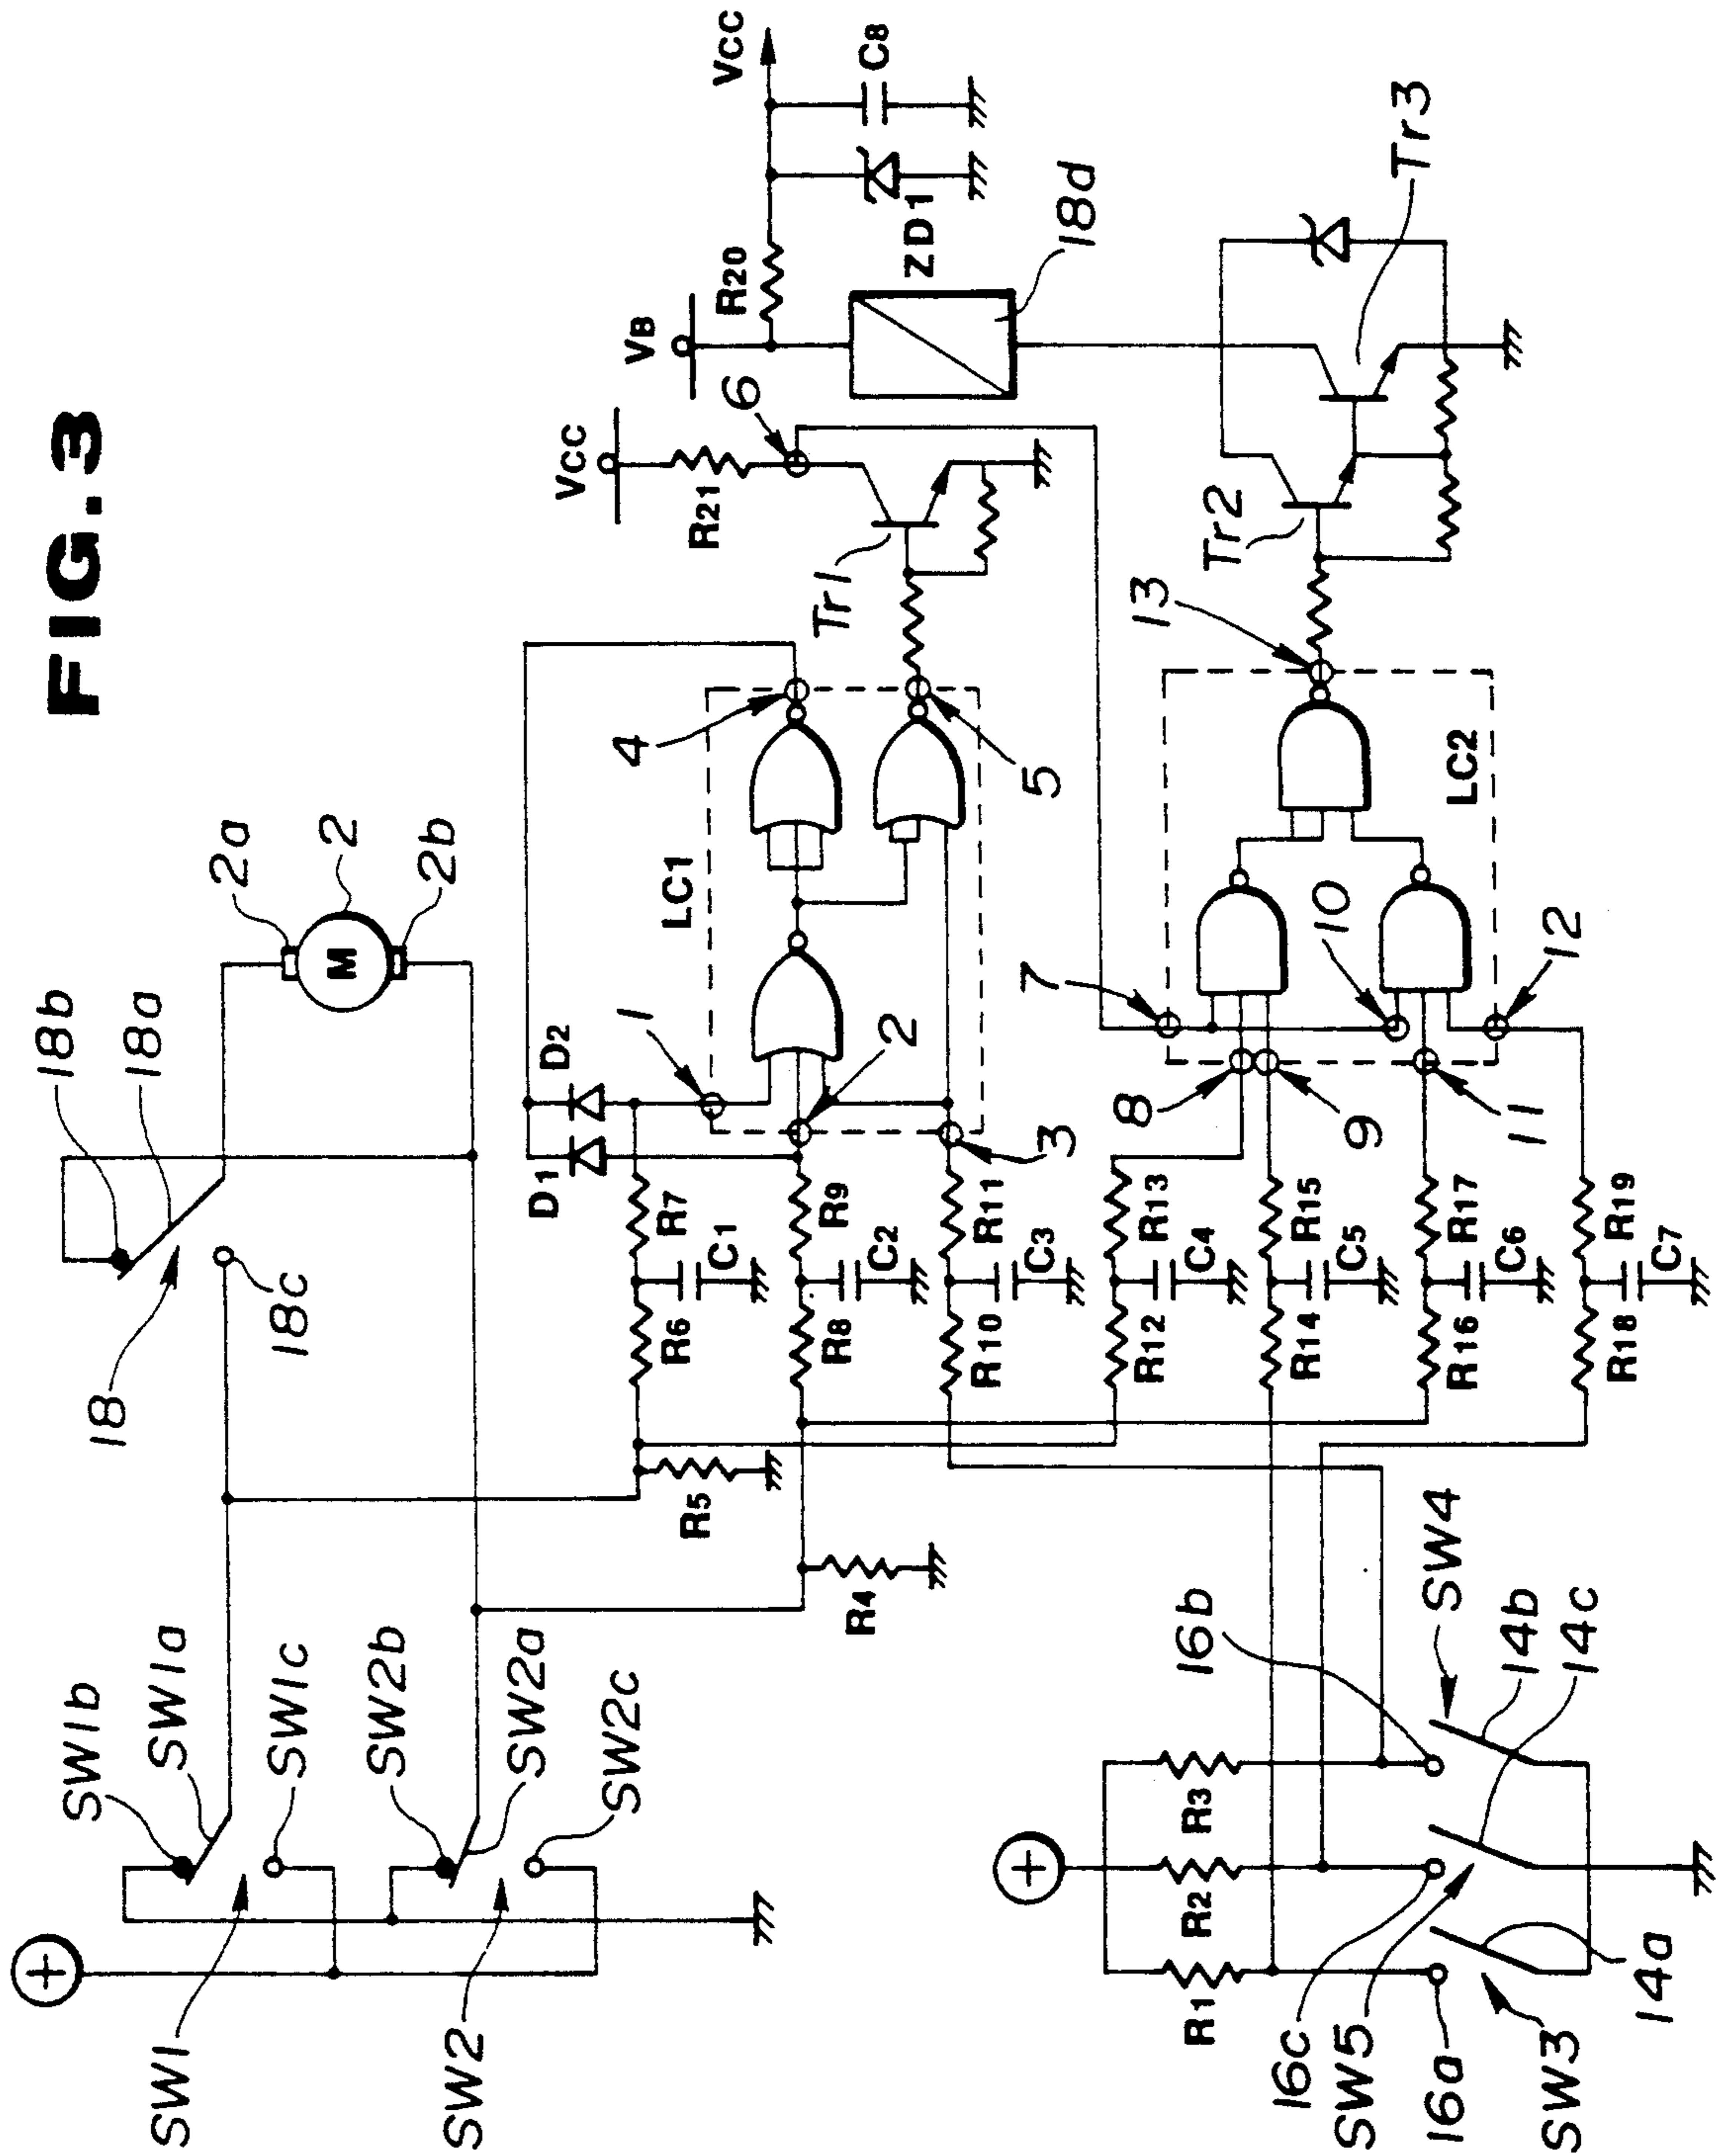 FIG.3
SW1b
SW1a
SW1c
SW1
SW2b
SW2a
SW2c
SW2
18b
18a
18
18c
2a
2
2b
M
R5
R4
D1
D2
R6
R7
C1
R8
R9
C2
R10
R11
C3
R12
R13
C4
R14
R15
C5
R16
R17
C6
R18
R19
C7
1
2
3
LC1
4
5
Tr1
VCC
R21
6
VB
R20
VCC
ZD1
C8
18d
7
8
9
10
11
12
LC2
13
Tr2
Tr3
R1
R2
R3
16b
16c
16a
SW4
14b
14c
SW5
SW3
14a